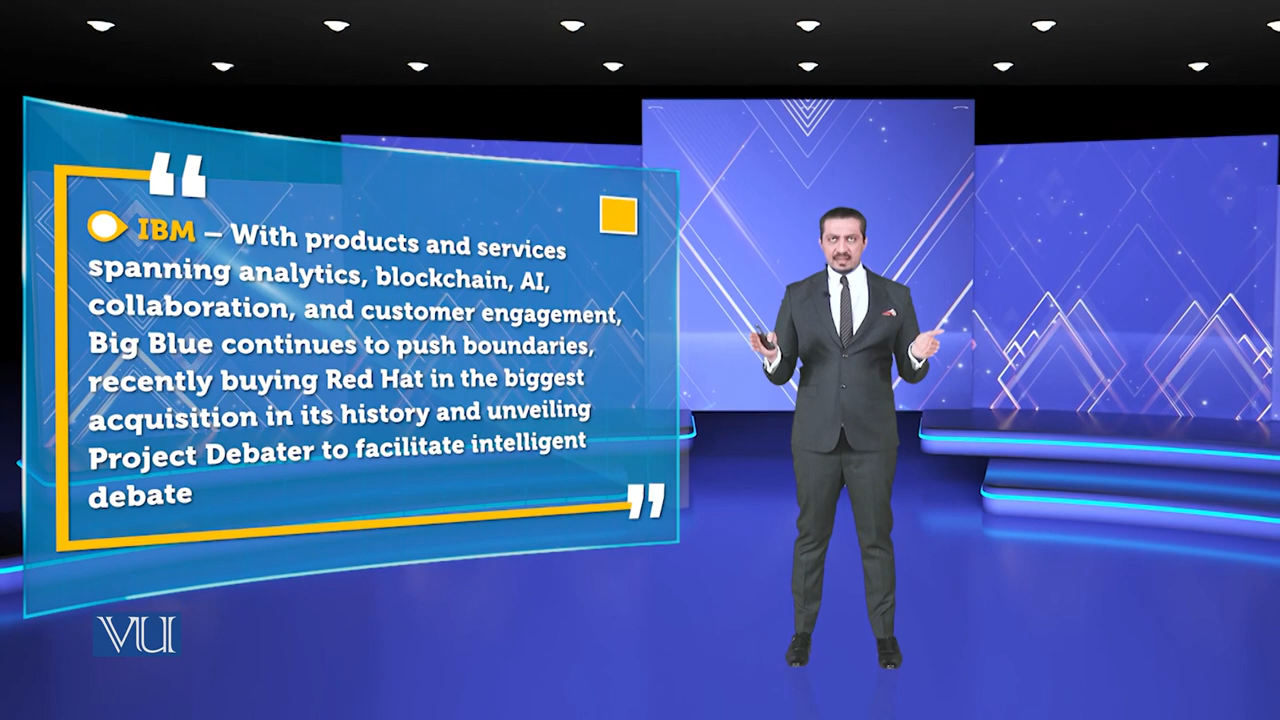 “
IBM – With products and services
spanning analytics, blockchain, AI,
collaboration, and customer engagement,
Big Blue continues to push boundaries,
recently buying Red Hat in the biggest
acquisition in its history and unveiling
Project Debater to facilitate intelligent
debate
”
VU